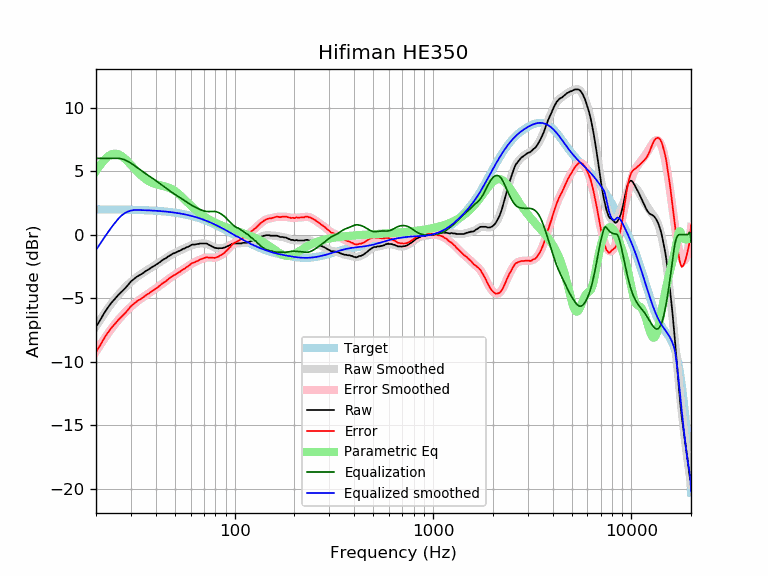 Hifiman HE350
Amplitude (dBr)
10
5
0
−5
−10
−15
−20
Target
Raw Smoothed
Error Smoothed
Raw
Error
Parametric Eq
Equalization
Equalized smoothed
100
1000
10000
Frequency (Hz)